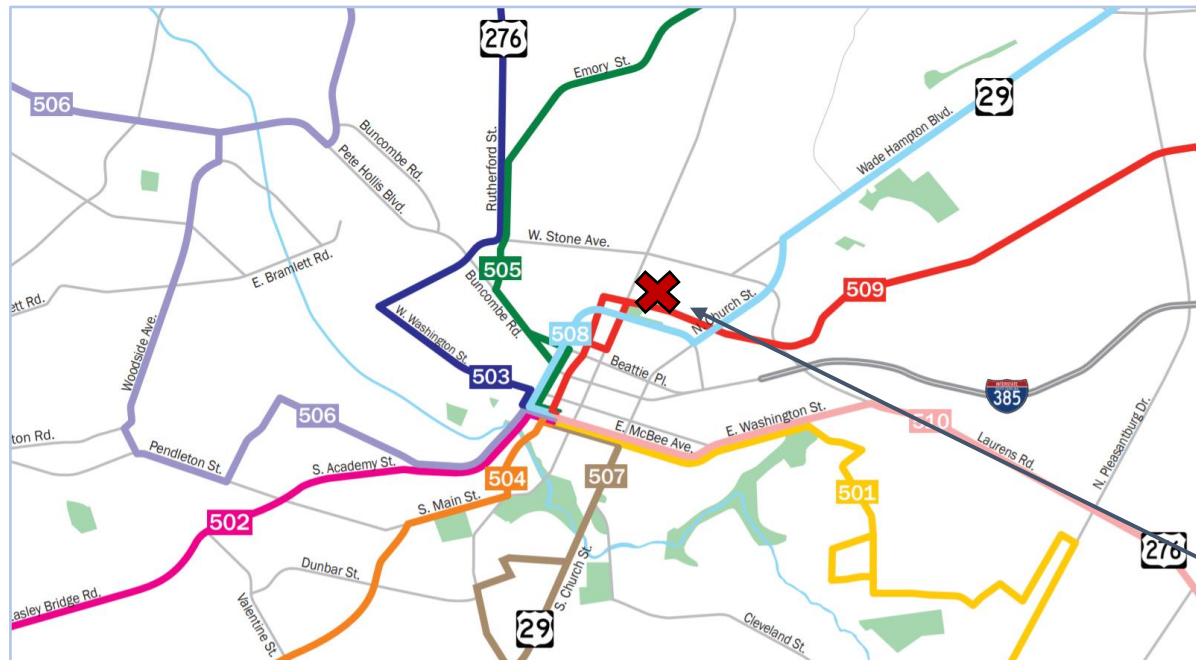 276
Emory St.
506
29
Wade Hampton Blvd.
Buncombe Rd.
Pete Hollis Blvd.
Rutherford St.
W. Stone Ave.
505
E. Bramlett Rd.
Buncombe Rd.
509
ett Rd.
N. Church St.
W. Washington St.
508
Woodside Ave.
Beattie Pl.
503
INTERSTATE
385
506
E. Washington St.
510
E. McBee Ave.
ton Rd.
Pendleton St.
S. Academy St.
Laurens Rd.
N. Pleasantburg Dr.
504
507
501
S. Main St.
502
276
Dunbar St.
asley Bridge Rd.
S. Church St.
Valentine St.
29
Cleveland St.